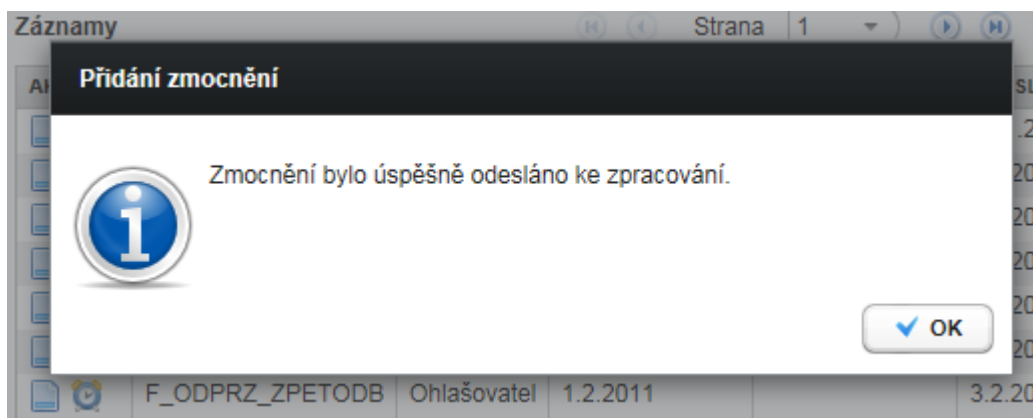 Záznamy Strana 1
Přidání zmocnění
Zmocnění bylo úspěšně odesláno ke zpracování.
OK
F_ODPRZ_ZPETODB Ohlašovatel 1.2.2011